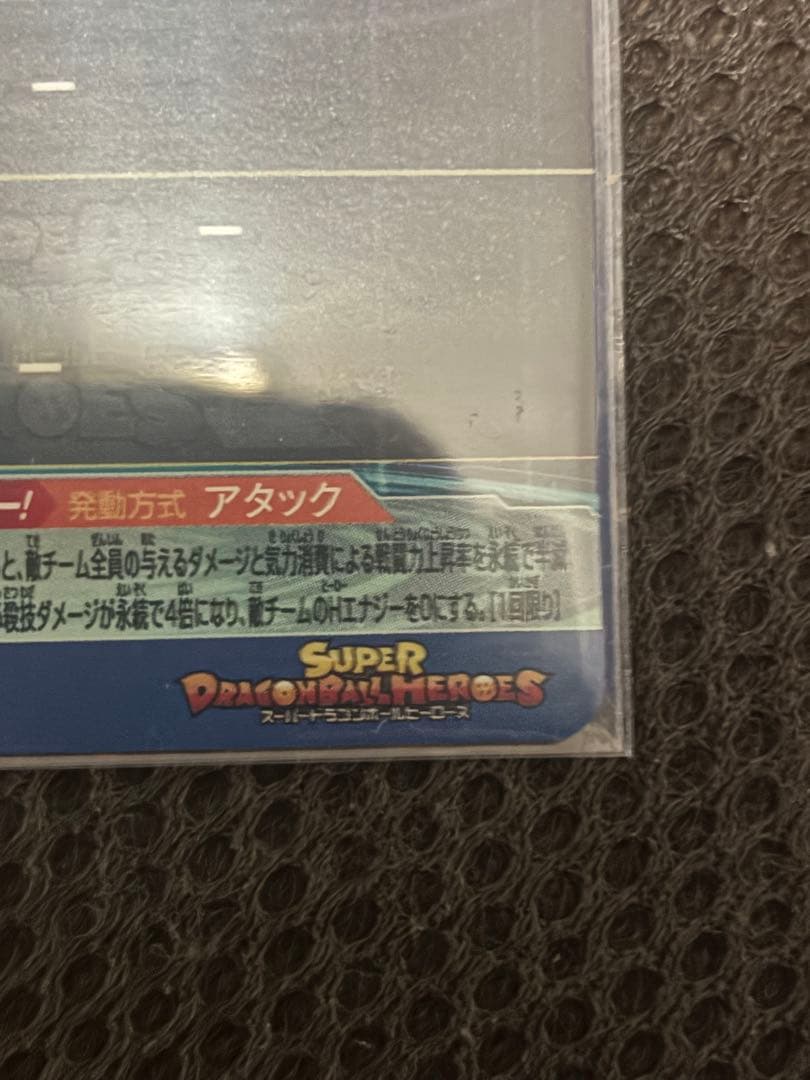 ー! 発動方式 アタック
と、敵チーム全員の与えるダメージと気力消費による戦闘力上昇率を永続で半減
殺技ダメージが永続で4倍になり、敵チームのHエナジーを0にする。【1回限り】
SUPER
DRAGONBALL HEROES
スーパードラゴンボールヒーローズ